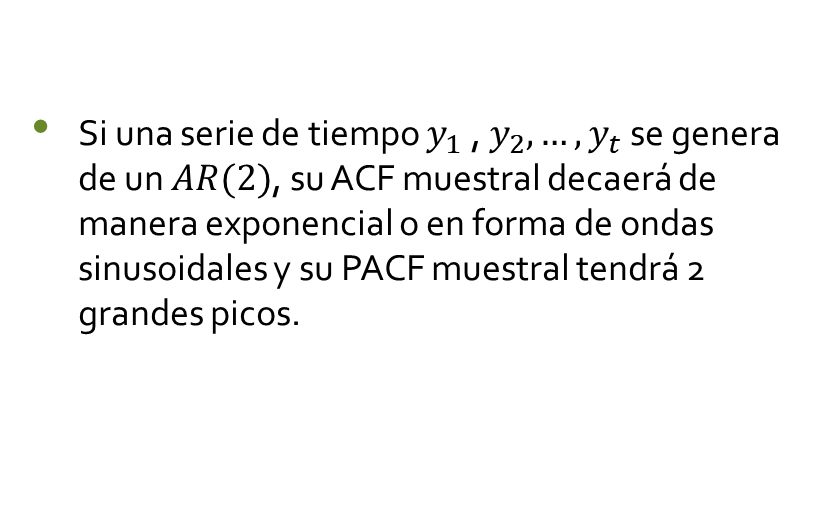 • Si una serie de tiempo y₁ , y₂, … , yₜ se genera
de un AR(2), su ACF muestral decaerá de
manera exponencial o en forma de ondas
sinusoidales y su PACF muestral tendrá 2
grandes picos.